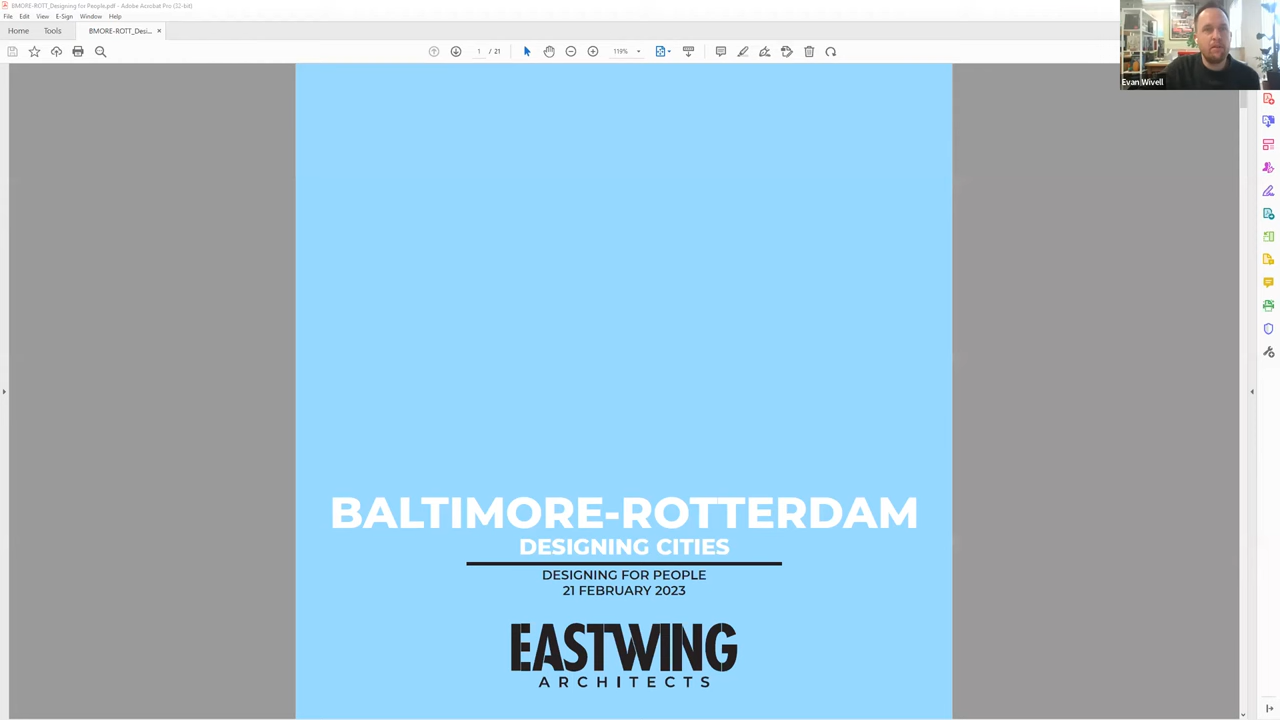 BMORE-ROTT_Designing for People.pdf - Adobe Acrobat Pro (32-bit)
File Edit View E-Sign Window Help
Home Tools BMORE-ROTT_Desi... ×
1 / 21 119%
Evan Wivell
BALTIMORE-ROTTERDAM
DESIGNING CITIES
DESIGNING FOR PEOPLE
21 FEBRUARY 2023
EASTWING
ARCHITECTS